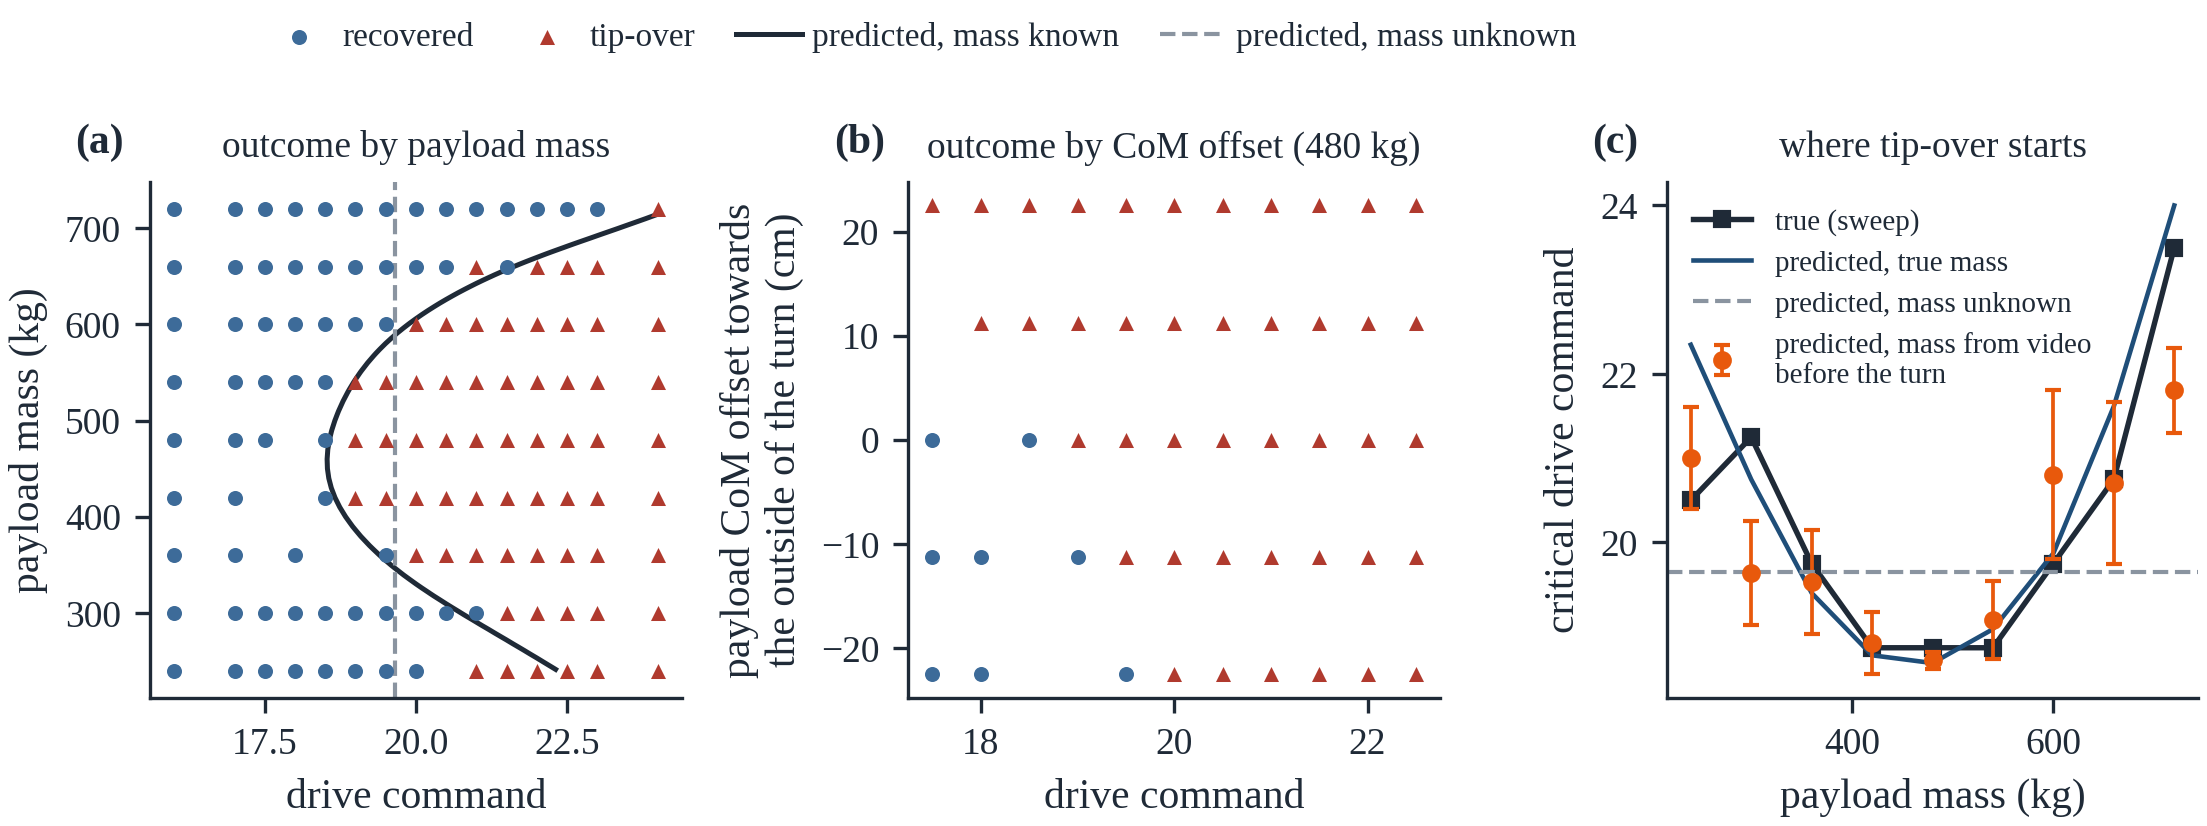 recovered
tip-over
predicted, mass known
predicted, mass unknown
(a)
outcome by payload mass
payload mass (kg)
700
600
500
400
300
17.5
20.0
22.5
drive command
(b)
outcome by CoM offset (480 kg)
payload CoM offset towards
the outside of the turn (cm)
20
10
0
−10
−20
18
20
22
drive command
(c)
where tip-over starts
critical drive command
24
22
20
true (sweep)
predicted, true mass
predicted, mass unknown
predicted, mass from video
before the turn
400
600
payload mass (kg)